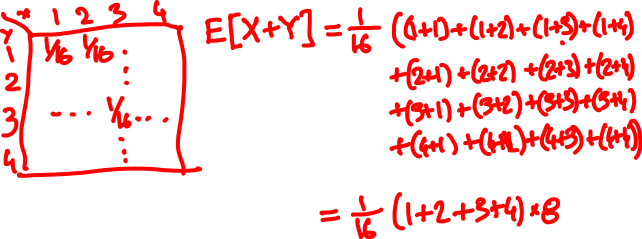 Y X 1 2 3 4
1 1/16 1/16 .
2 ⋮
3 ... 1/16 ...
4 ⋮
E[X+Y] = 1/16 ((1+1)+(1+2)+(1+3)+(1+4)
+(2+1)+(2+2)+(2+3)+(2+4)
+(3+1)+(3+2)+(3+3)+(3+4)
+(4+1)+(4+2)+(4+3)+(4+4))
= 1/16 (1+2+3+4)*8